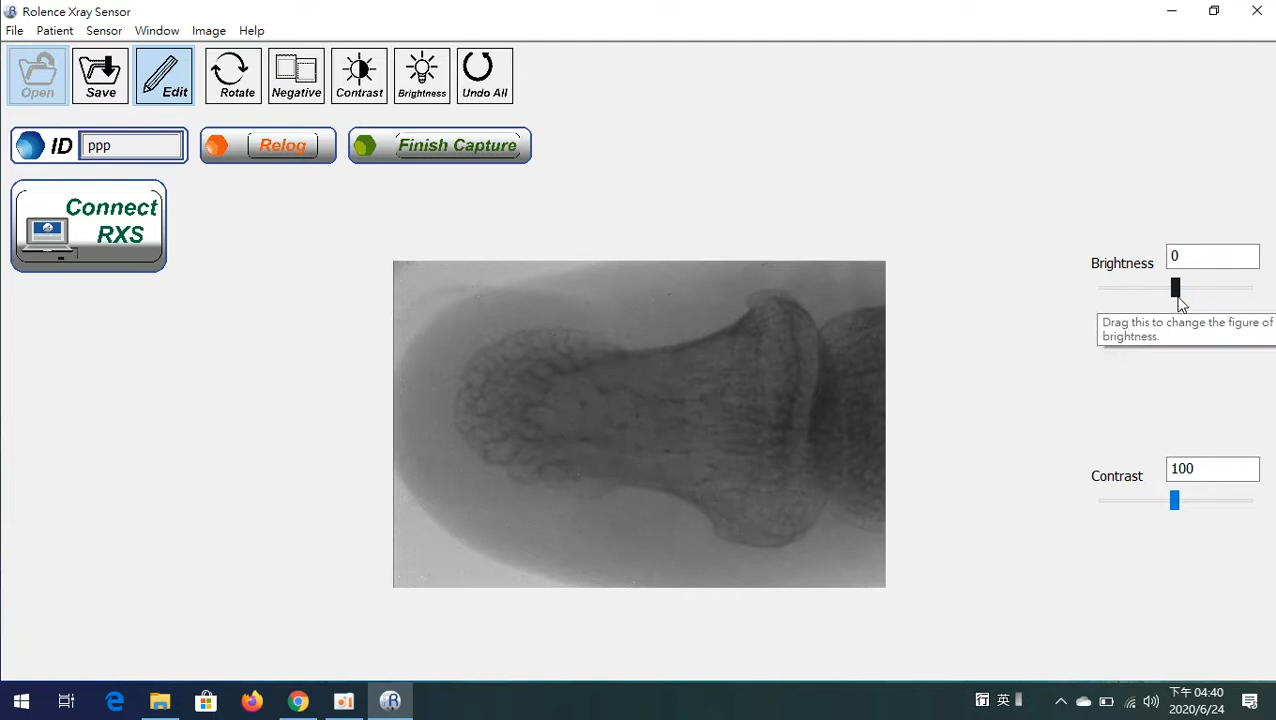 Rolence Xray Sensor
File Patient Sensor Window Image Help
Open Save Edit Rotate Negative Contrast Brightness Undo All
ID ppp Relog Finish Capture
Connect
RXS
Brightness 0
Drag this to change the figure of
brightness.
Contrast 100
英
下午 04:40
2020/6/24